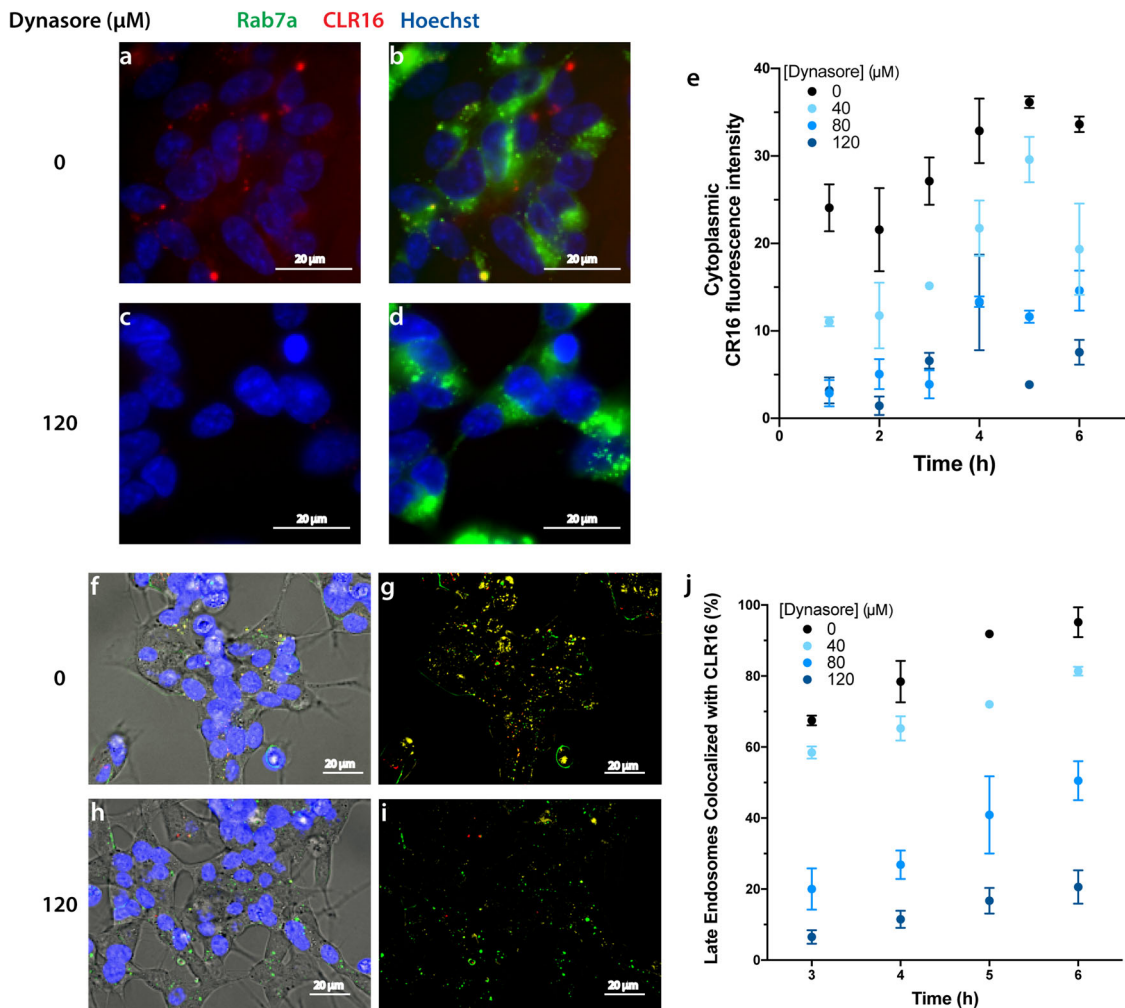 Dynasore (μM) Rab7a CLR16 Hoechst
0
a
20 μm
b
20 μm
120
c
20 μm
d
20 μm
e
[Dynasore] (μM)
0
40
80
120
40
30
20
10
0
Cytoplasmic
CR16 fluorescence intensity
0 2 4 6
Time (h)
0
f
20 μm
g
20 μm
120
h
20 μm
i
20 μm
j
[Dynasore] (μM)
0
40
80
120
100
80
60
40
20
0
Late Endosomes Colocalized with CLR16 (%)
3 4 5 6
Time (h)